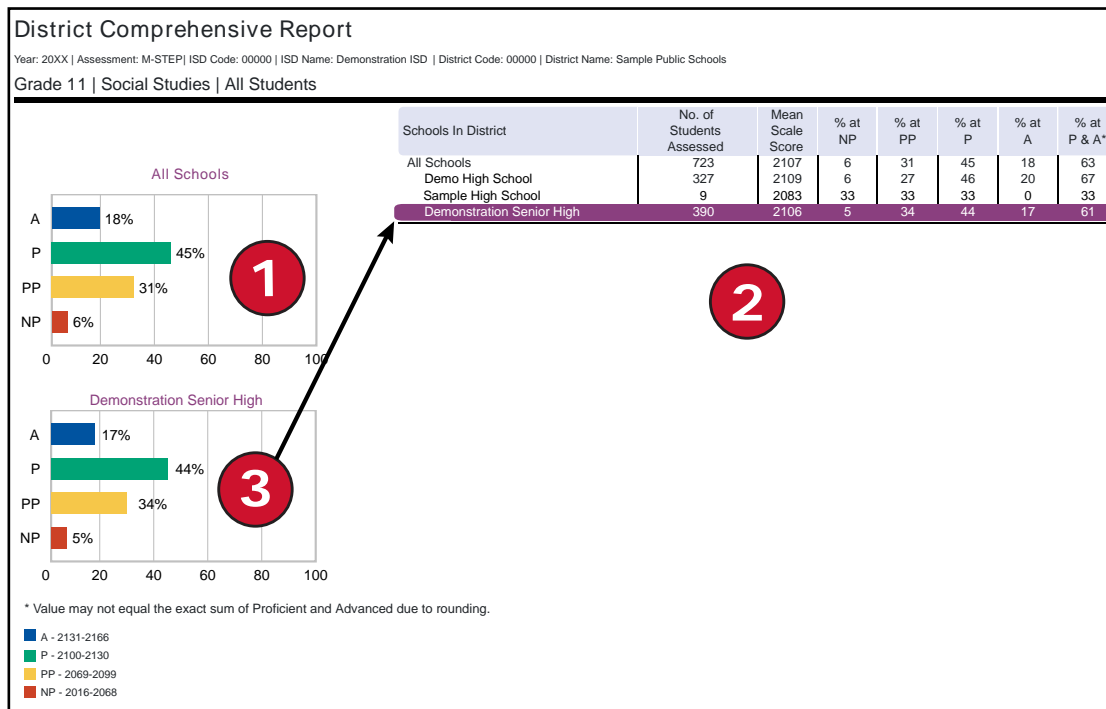 District Comprehensive Report
Year: 20XX | Assessment: M-STEP| ISD Code: 00000 | ISD Name: Demonstration ISD | District Code: 00000 | District Name: Sample Public Schools
Grade 11 | Social Studies | All Students
All Schools
A 18%
P 45%
PP 31%
NP 6%
0 20 40 60 80 100
1
Demonstration Senior High
A 17%
P 44%
PP 34%
NP 5%
0 20 40 60 80 100
3
* Value may not equal the exact sum of Proficient and Advanced due to rounding.
A - 2131-2166
P - 2100-2130
PP - 2069-2099
NP - 2016-2068
Schools In District No. of Students Assessed Mean Scale Score % at NP % at PP % at P % at A % at P & A*
All Schools 723 2107 6 31 45 18 63
Demo High School 327 2109 6 27 46 20 67
Sample High School 9 2083 33 33 33 0 33
Demonstration Senior High 390 2106 5 34 44 17 61
2